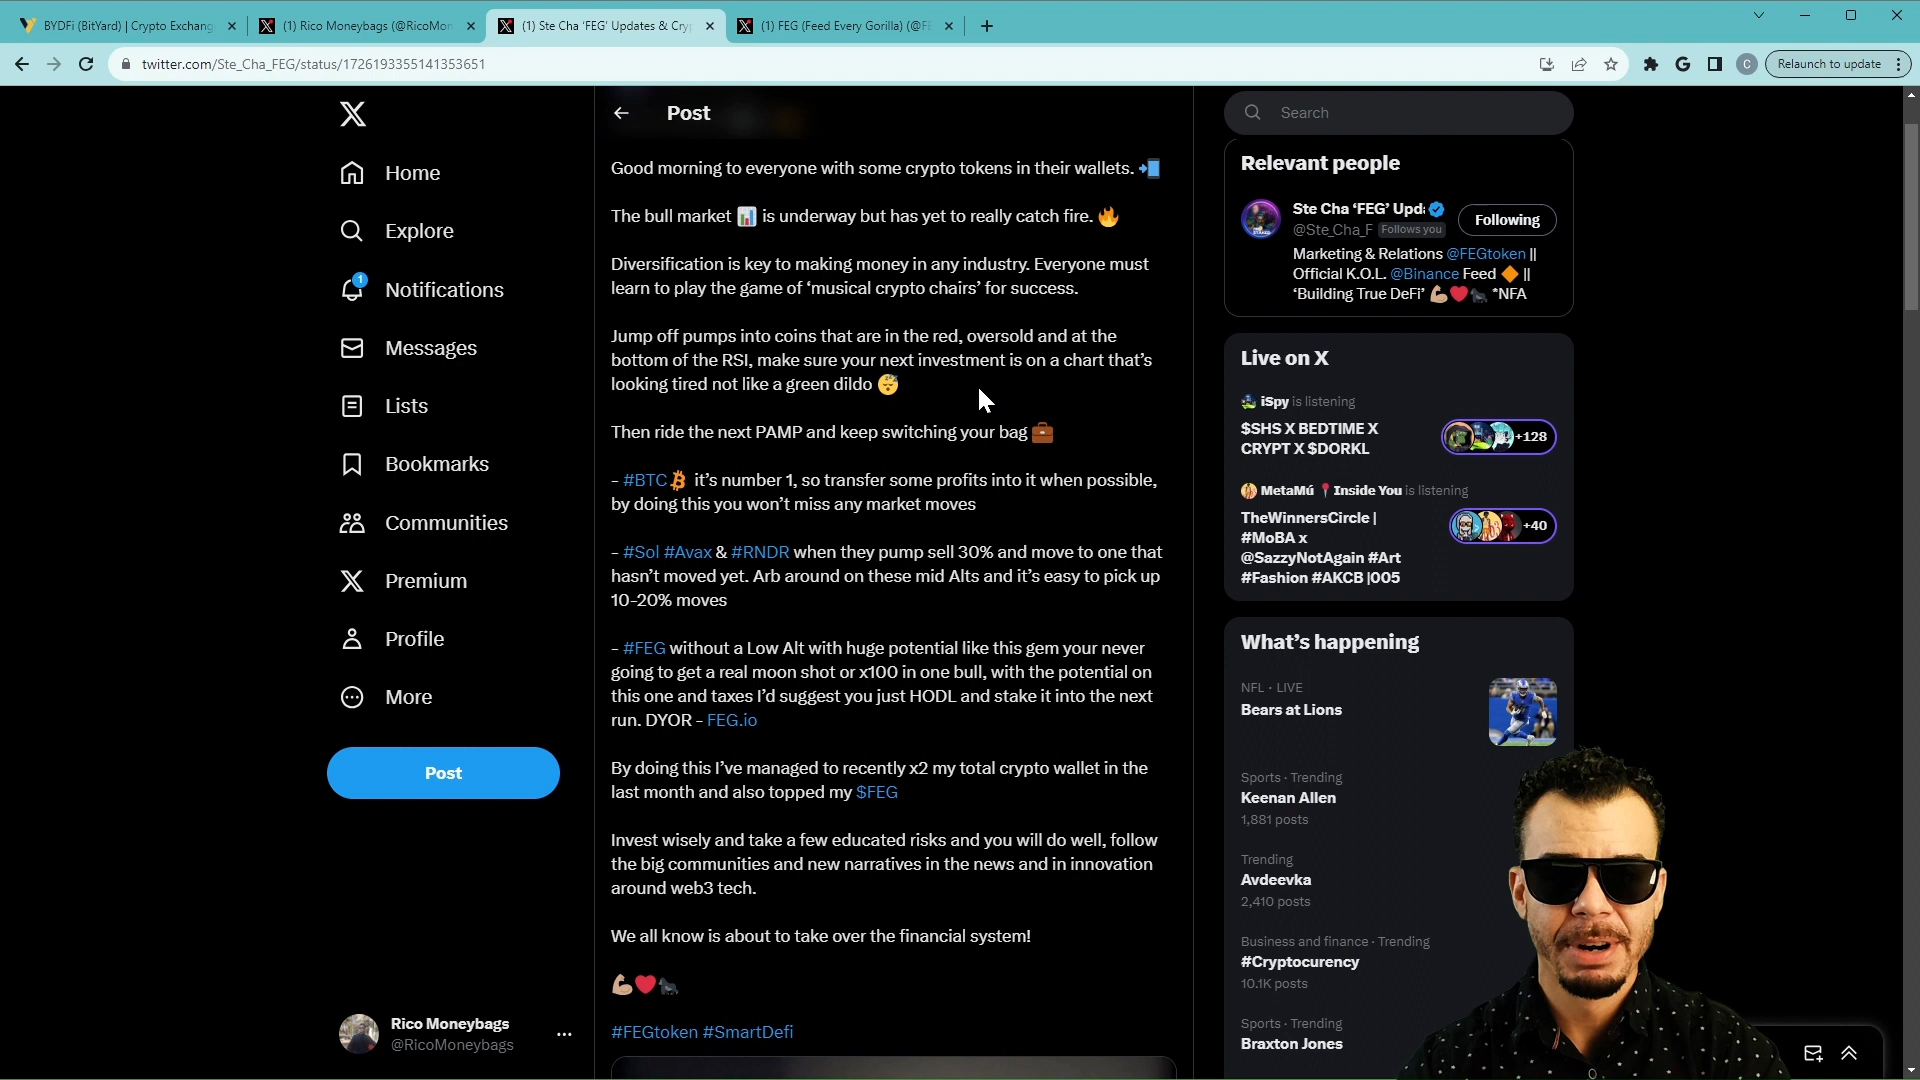 BYDFi (BitYard) | Crypto Exchang
(1) Rico Moneybags (@RicoMon
(1) Ste Cha ‘FEG’ Updates & Cry
(1) FEG (Feed Every Gorilla) (@FE
twitter.com/Ste_Cha_FEG/status/1726193355141353651
C
Relaunch to update
Home
Explore
1
Notifications
Messages
Lists
Bookmarks
Communities
Premium
Profile
More
Post
Rico Moneybags
@RicoMoneybags
Post
Good morning to everyone with some crypto tokens in their wallets. 📲
The bull market 📊 is underway but has yet to really catch fire. 🔥
Diversification is key to making money in any industry. Everyone must
learn to play the game of ‘musical crypto chairs’ for success.
Jump off pumps into coins that are in the red, oversold and at the
bottom of the RSI, make sure your next investment is on a chart that’s
looking tired not like a green dildo 😴
Then ride the next PAMP and keep switching your bag 💼
- #BTC it’s number 1, so transfer some profits into it when possible,
by doing this you won’t miss any market moves
- #Sol #Avax & #RNDR when they pump sell 30% and move to one that
hasn’t moved yet. Arb around on these mid Alts and it’s easy to pick up
10-20% moves
- #FEG without a Low Alt with huge potential like this gem your never
going to get a real moon shot or x100 in one bull, with the potential on
this one and taxes I’d suggest you just HODL and stake it into the next
run. DYOR - FEG.io
By doing this I’ve managed to recently x2 my total crypto wallet in the
last month and also topped my $FEG
Invest wisely and take a few educated risks and you will do well, follow
the big communities and new narratives in the news and in innovation
around web3 tech.
We all know is about to take over the financial system!
💪🏼❤️🦍
#FEGtoken #SmartDefi
Search
Relevant people
Ste Cha ‘FEG’ Upd
@Ste_Cha_F Follows you
Following
Marketing & Relations @FEGtoken ||
Official K.O.L. @Binance Feed 🔶 ||
‘Building True DeFi’ 💪🏼❤️🦍 *NFA
Live on X
iSpy is listening
$SHS X BEDTIME X
CRYPT X $DORKL
+128
MetaMú 📍 Inside You is listening
TheWinnersCircle |
#MoBA x
@SazzyNotAgain #Art
#Fashion #AKCB |005
+40
What’s happening
NFL · LIVE
Bears at Lions
Sports · Trending
Keenan Allen
1,881 posts
Trending
Avdeevka
2,410 posts
Business and finance · Trending
#Cryptocurency
10.1K posts
Sports · Trending
Braxton Jones